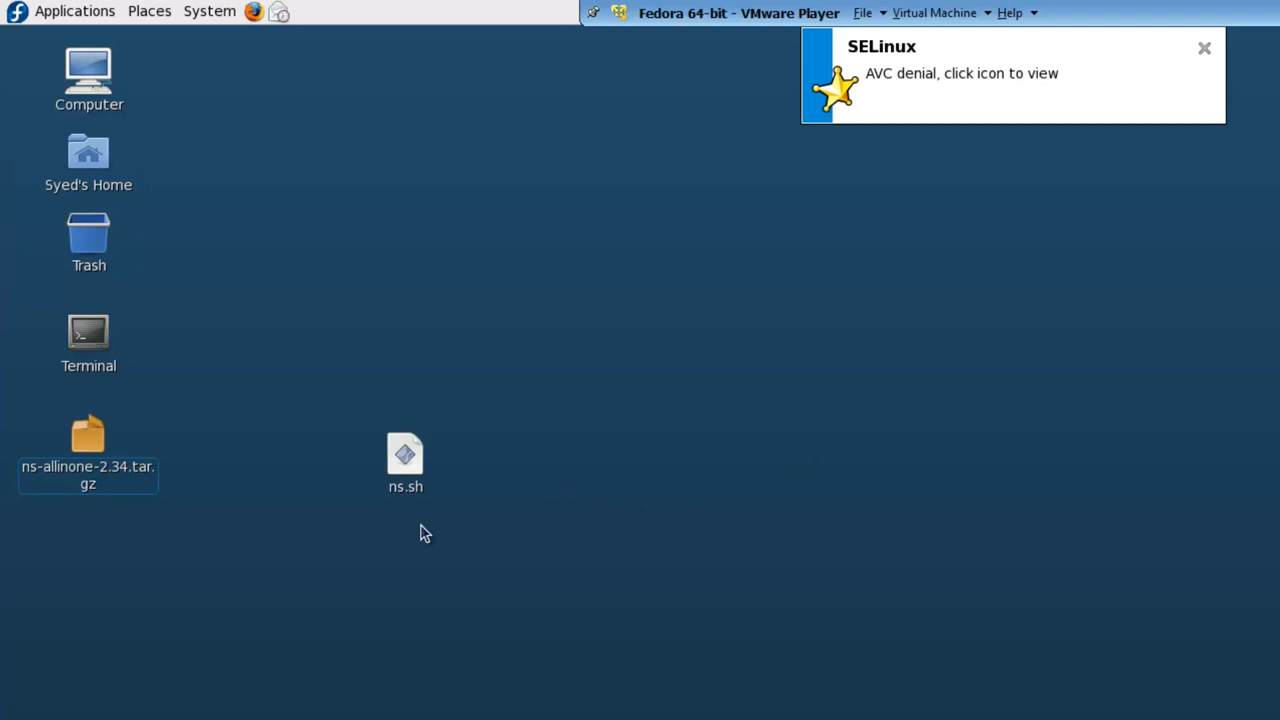 Applications Places System
Fedora 64-bit - VMware Player File Virtual Machine Help
SELinux
AVC denial, click icon to view
Computer
Syed's Home
Trash
Terminal
ns-allinone-2.34.tar.
gz
ns.sh